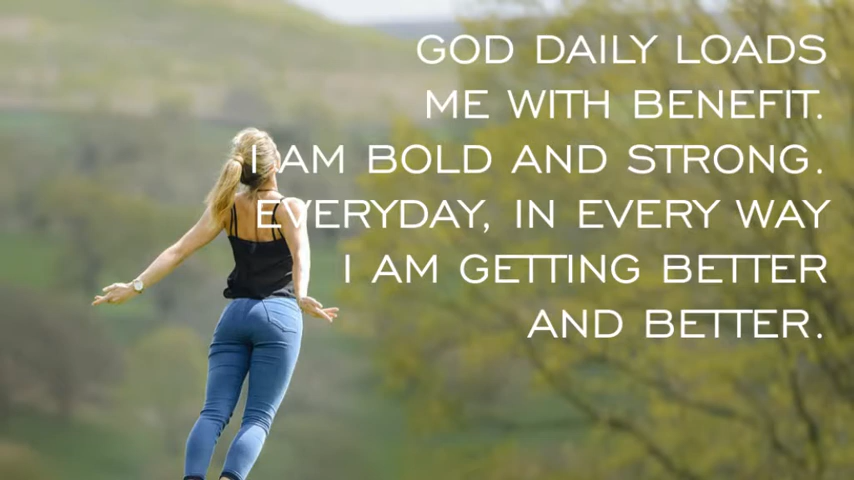 GOD DAILY LOADS
ME WITH BENEFIT.
I AM BOLD AND STRONG.
EVERYDAY, IN EVERY WAY
I AM GETTING BETTER
AND BETTER.